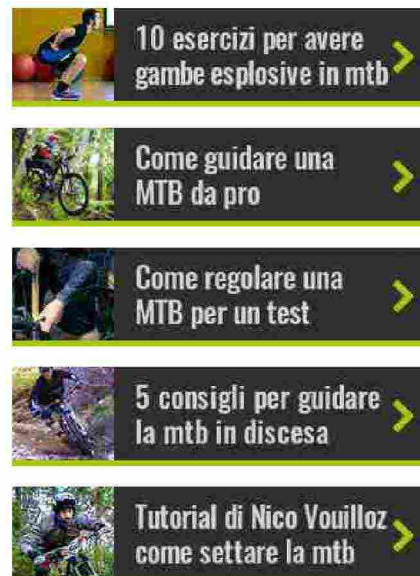 10 esercizi per avere
gambe esplosive in mtb
Come guidare una
MTB da pro
Come regolare una
MTB per un test
5 consigli per guidare
la mtb in discesa
Tutorial di Nico Vouilloz
come settare la mtb